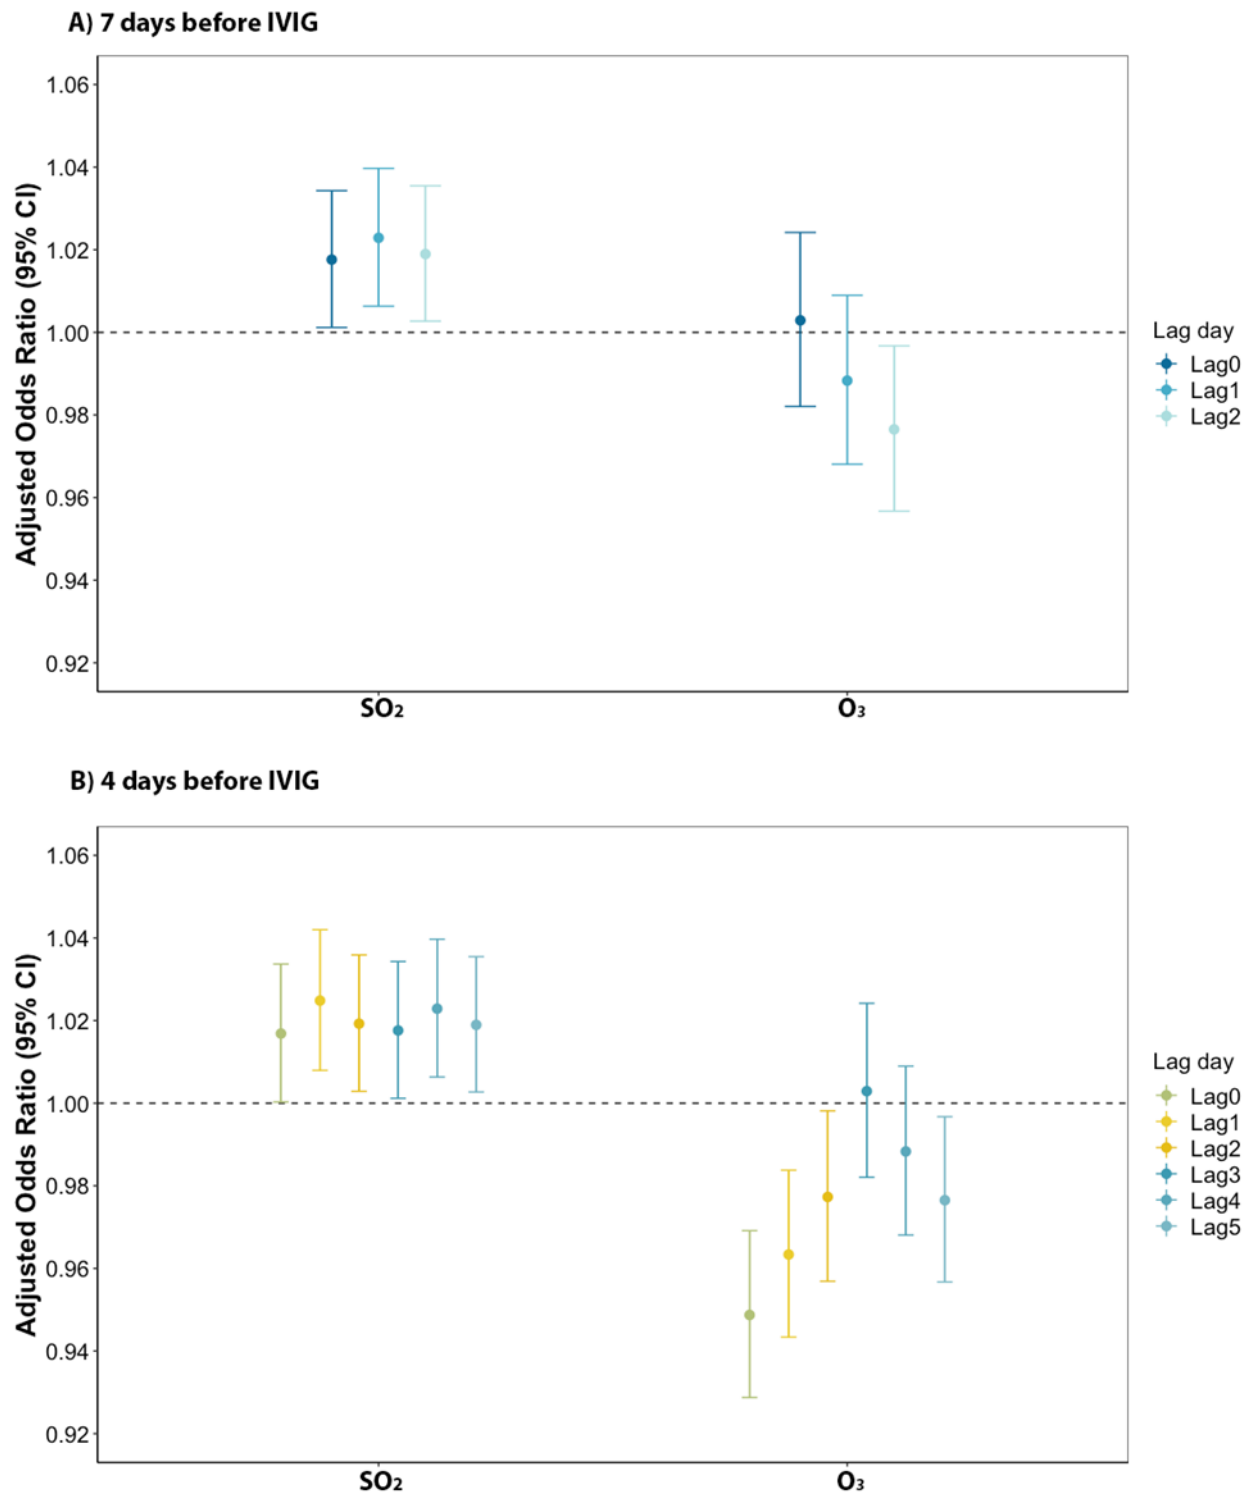 A) 7 days before IVIG
Adjusted Odds Ratio (95% CI)
1.06
1.04
1.02
1.00
0.98
0.96
0.94
0.92
SO₂
O₃
Lag day
Lag0
Lag1
Lag2
B) 4 days before IVIG
Adjusted Odds Ratio (95% CI)
1.06
1.04
1.02
1.00
0.98
0.96
0.94
0.92
SO₂
O₃
Lag day
Lag0
Lag1
Lag2
Lag3
Lag4
Lag5